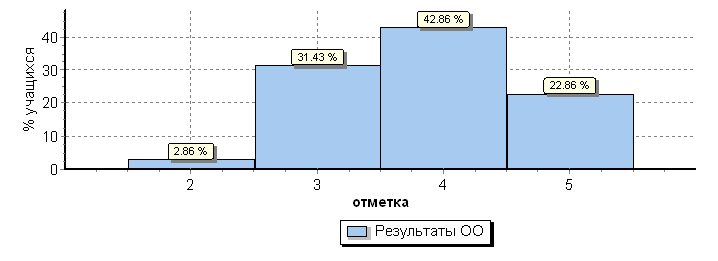 % учащихся
40
30
20
10
0
2.86 %
31.43 %
42.86 %
22.86 %
2 3 4 5
отметка
Результаты ОО